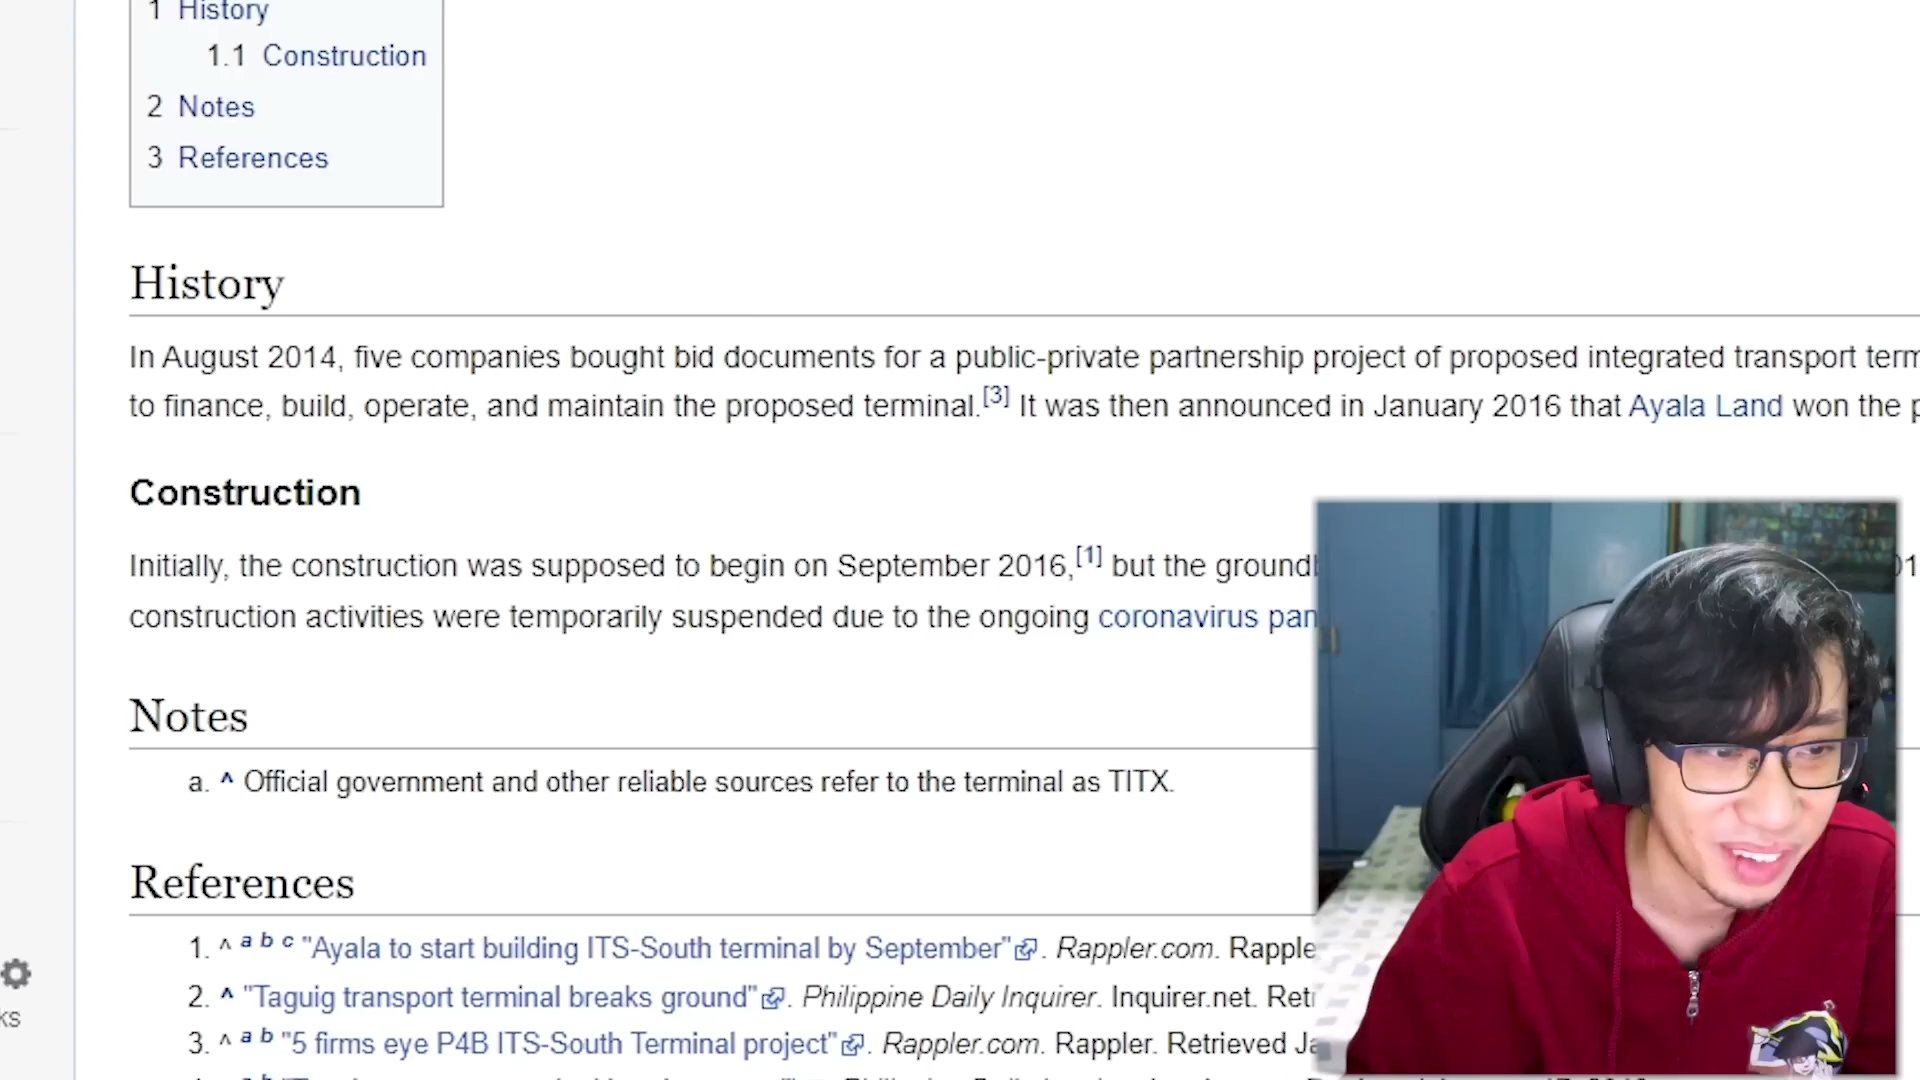 1 History
1.1 Construction
2 Notes
3 References
History
In August 2014, five companies bought bid documents for a public-private partnership project of proposed integrated transport term
to finance, build, operate, and maintain the proposed terminal.[3] It was then announced in January 2016 that Ayala Land won the p
Construction
Initially, the construction was supposed to begin on September 2016,[1] but the ground
construction activities were temporarily suspended due to the ongoing coronavirus pan
Notes
a. ^ Official government and other reliable sources refer to the terminal as TITX.
References
1. ^ a b c "Ayala to start building ITS-South terminal by September". Rappler.com. Rapple
2. ^ "Taguig transport terminal breaks ground". Philippine Daily Inquirer. Inquirer.net. Ret
ks
3. ^ a b "5 firms eye P4B ITS-South Terminal project". Rappler.com. Rappler. Retrieved Ja